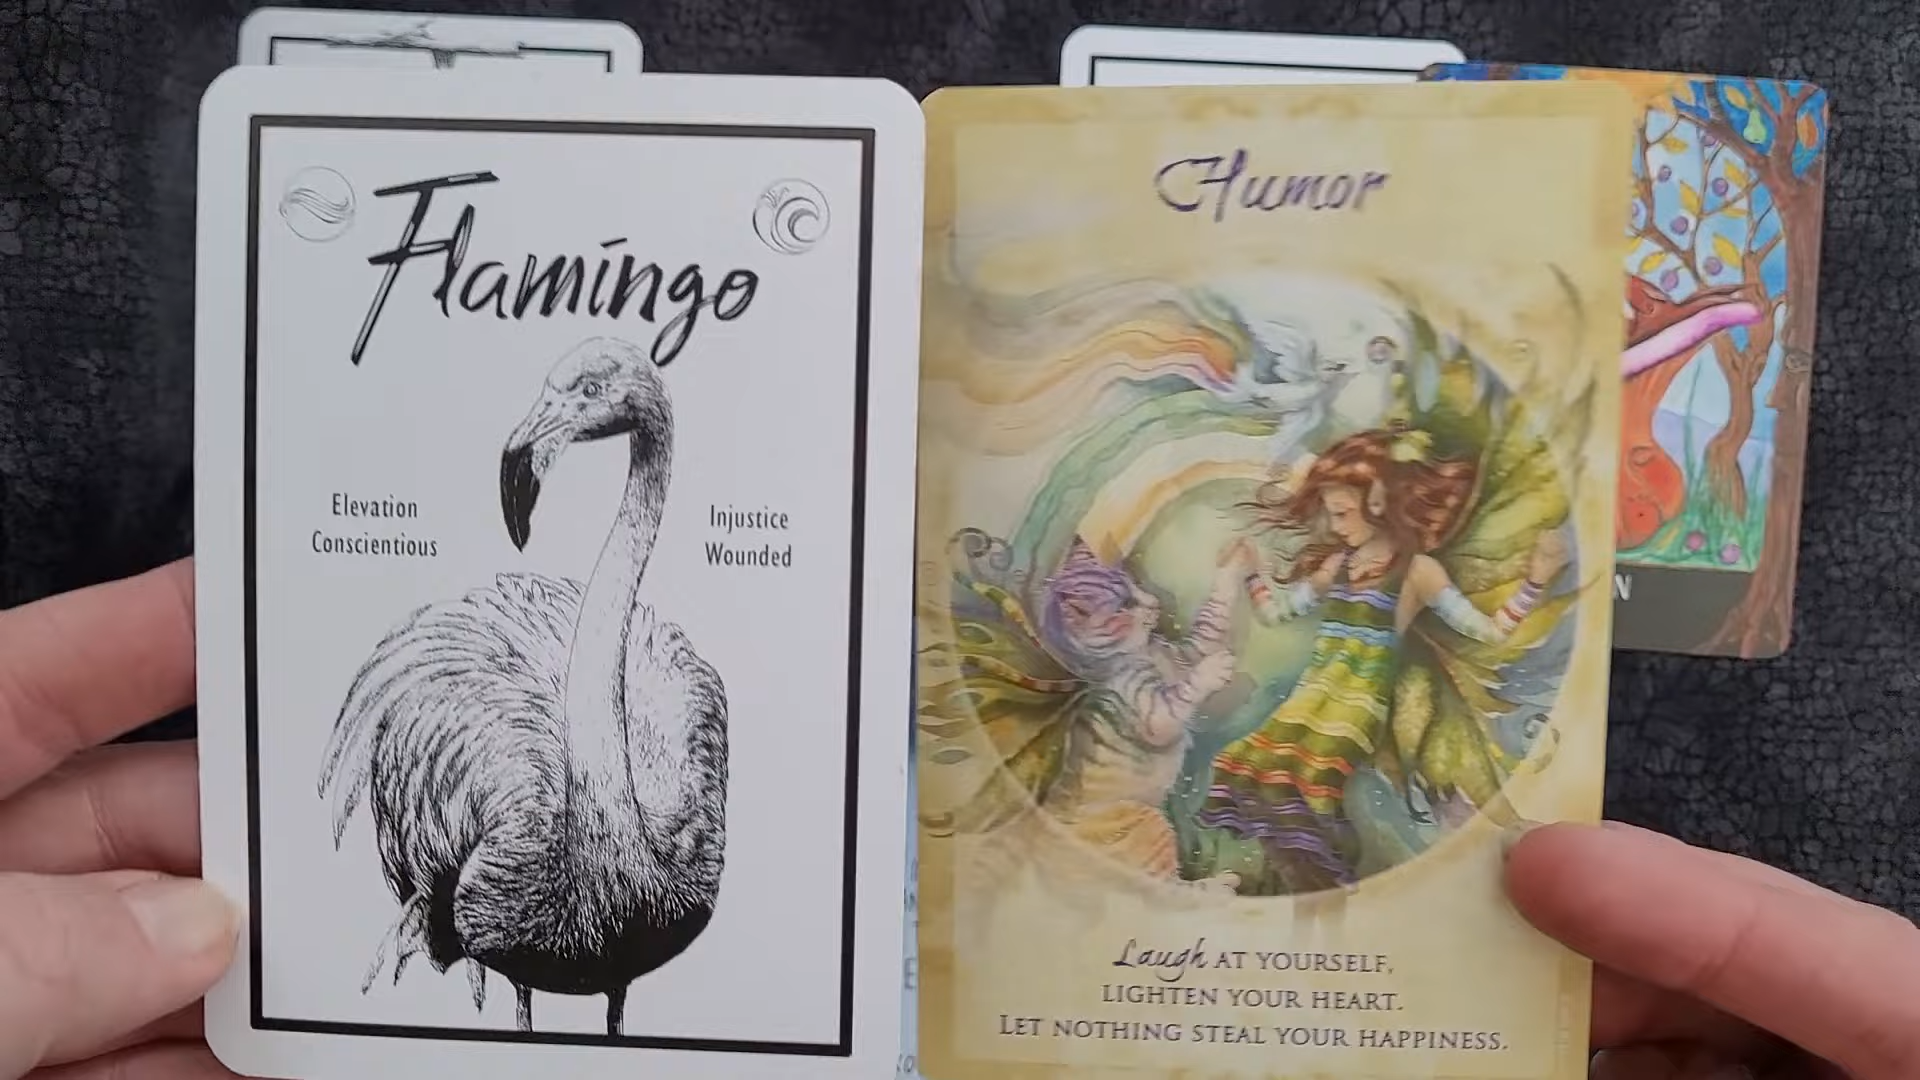 Flamingo
Elevation
Conscientious
Injustice
Wounded
Humor
Laugh AT YOURSELF,
LIGHTEN YOUR HEART.
LET NOTHING STEAL YOUR HAPPINESS.
N